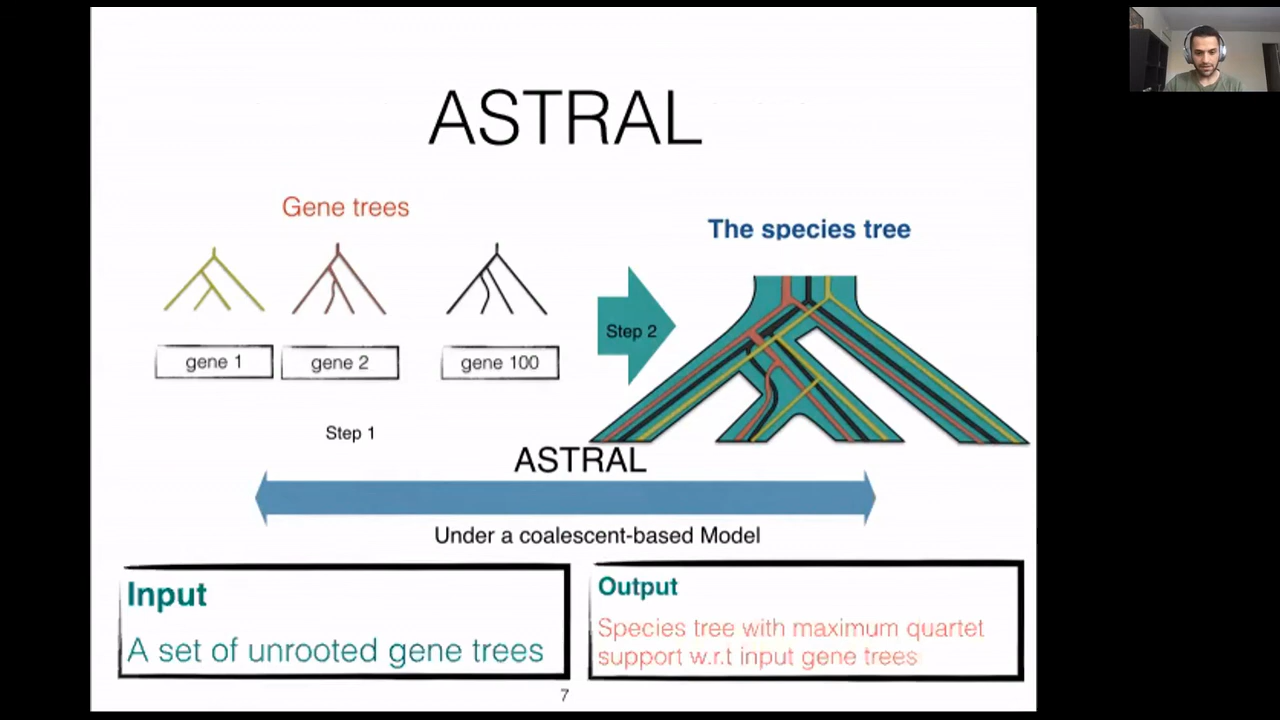 ASTRAL
Gene trees
The species tree
gene 1
gene 2
gene 100
Step 2
Step 1
ASTRAL
Under a coalescent-based Model
Input
A set of unrooted gene trees
Output
Species tree with maximum quartet
support w.r.t input gene trees
7